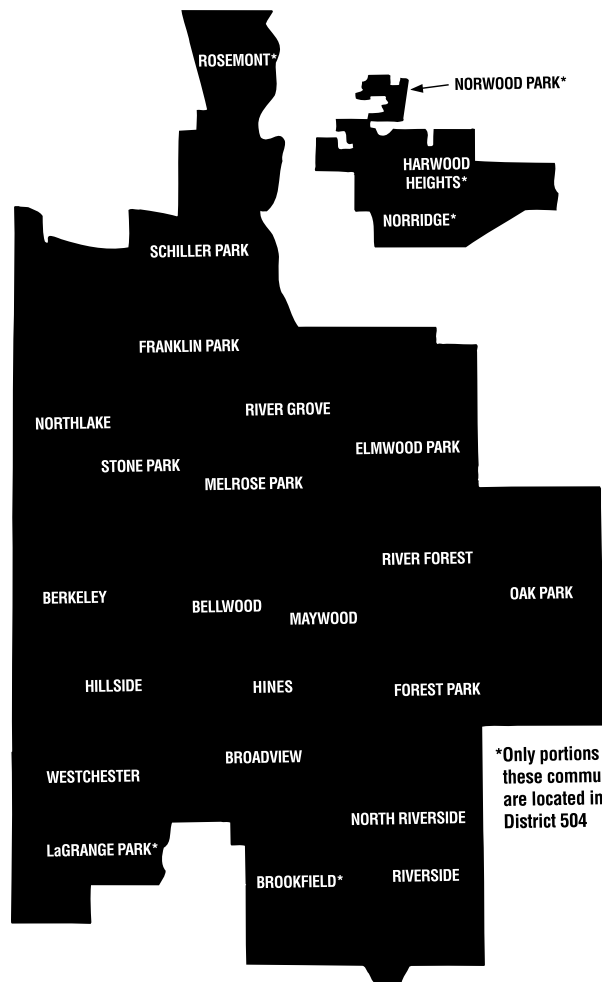 ROSEMONT*
NORWOOD PARK*
HARWOOD
HEIGHTS*
NORRIDGE*
SCHILLER PARK
FRANKLIN PARK
RIVER GROVE
NORTHLAKE
ELMWOOD PARK
STONE PARK
MELROSE PARK
RIVER FOREST
OAK PARK
BERKELEY
BELLWOOD
MAYWOOD
HILLSIDE
HINES
FOREST PARK
BROADVIEW
WESTCHESTER
*Only portions
these commu
are located in
District 504
NORTH RIVERSIDE
LaGRANGE PARK*
BROOKFIELD*
RIVERSIDE